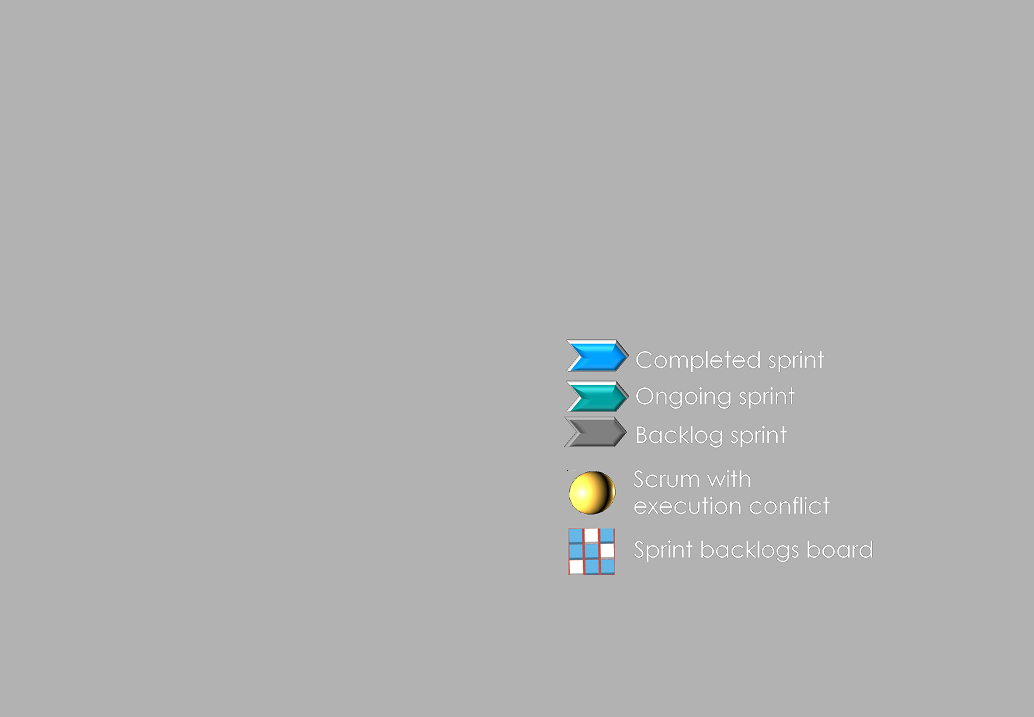 Completed sprint
Ongoing sprint
Backlog sprint
Scrum with
execution conflict
Sprint backlogs board